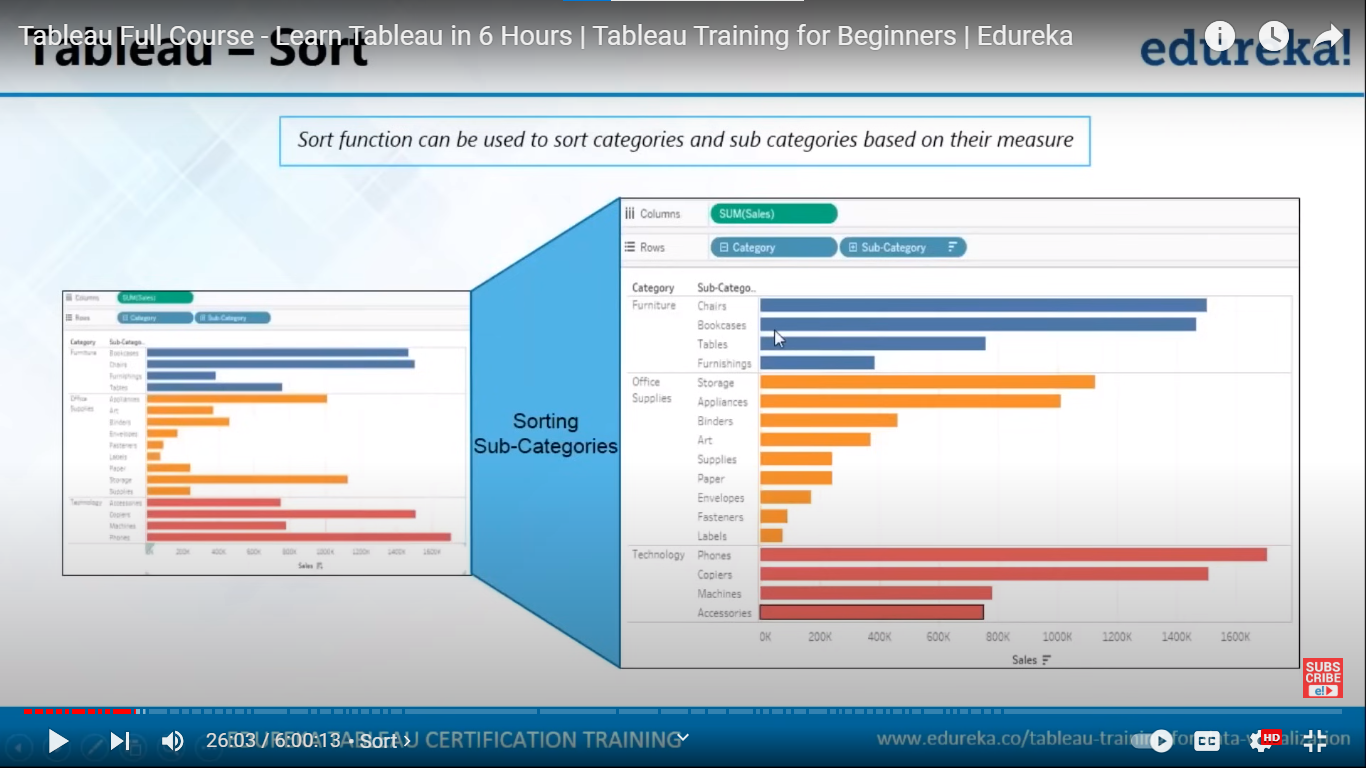 Tableau Full Course - Learn Tableau in 6 Hours | Tableau Training for Beginners | Edureka
Tableau – Sort
edureka!
Sort function can be used to sort categories and sub categories based on their measure
Columns SUM(Sales)
Rows Category Sub-Category
Category Sub-Catego..
Furniture Bookcases
Chairs
Furnishings
Tables
Office Supplies Appliances
Art
Binders
Envelopes
Fasteners
Labels
Paper
Storage
Supplies
Technology Accessories
Copiers
Machines
Phones
200K 400K 600K 800K 1000K 1200K 1400K 1600K
Sales
Sorting
Sub-Categories
Columns SUM(Sales)
Rows Category Sub-Category
Category Sub-Catego..
Furniture Chairs
Bookcases
Tables
Furnishings
Office Storage
Supplies Appliances
Binders
Art
Supplies
Paper
Envelopes
Fasteners
Labels
Technology Phones
Copiers
Machines
Accessories
0K 200K 400K 600K 800K 1000K 1200K 1400K 1600K
Sales
SUBS
CRIBE
e!
26:03 / 6:00:13 • Sort ›
EDUREKA TABLEAU CERTIFICATION TRAINING
CC
HD
www.edureka.co/tableau-training-for-data-visualization